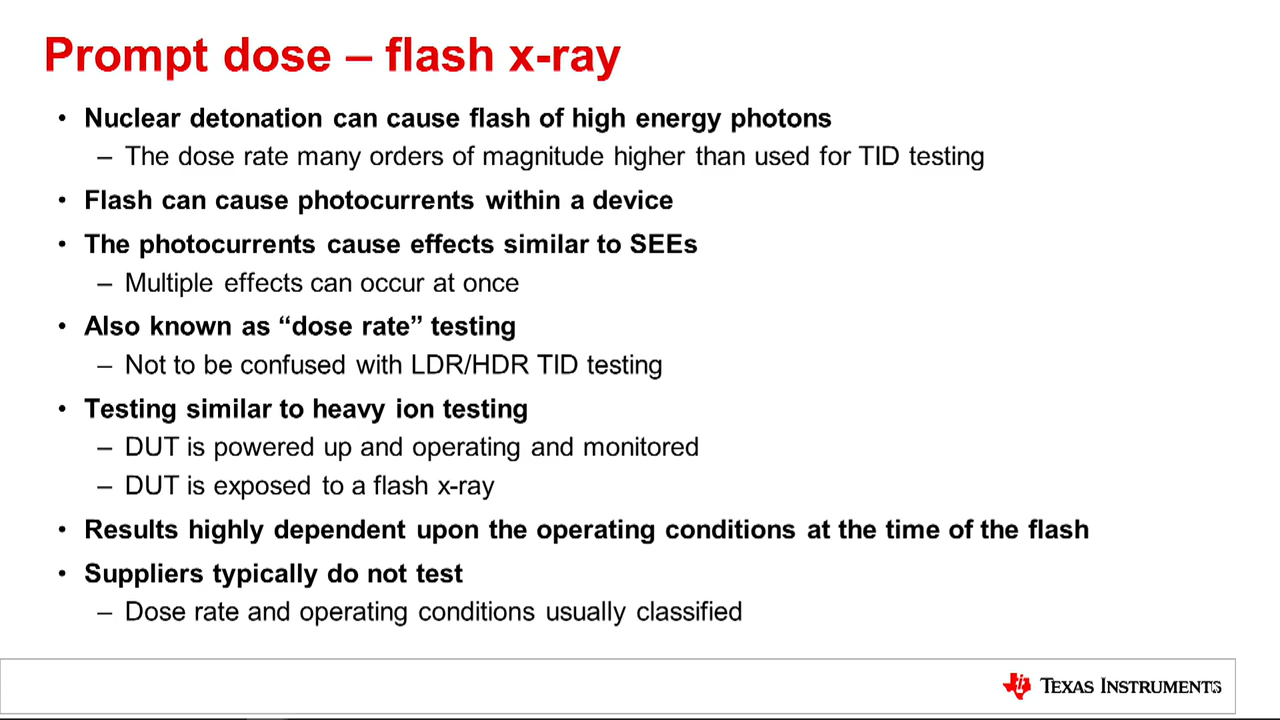 Prompt dose – flash x-ray
• Nuclear detonation can cause flash of high energy photons
– The dose rate many orders of magnitude higher than used for TID testing
• Flash can cause photocurrents within a device
• The photocurrents cause effects similar to SEEs
– Multiple effects can occur at once
• Also known as “dose rate” testing
– Not to be confused with LDR/HDR TID testing
• Testing similar to heavy ion testing
– DUT is powered up and operating and monitored
– DUT is exposed to a flash x-ray
• Results highly dependent upon the operating conditions at the time of the flash
• Suppliers typically do not test
– Dose rate and operating conditions usually classified
TEXAS INSTRUMENTS